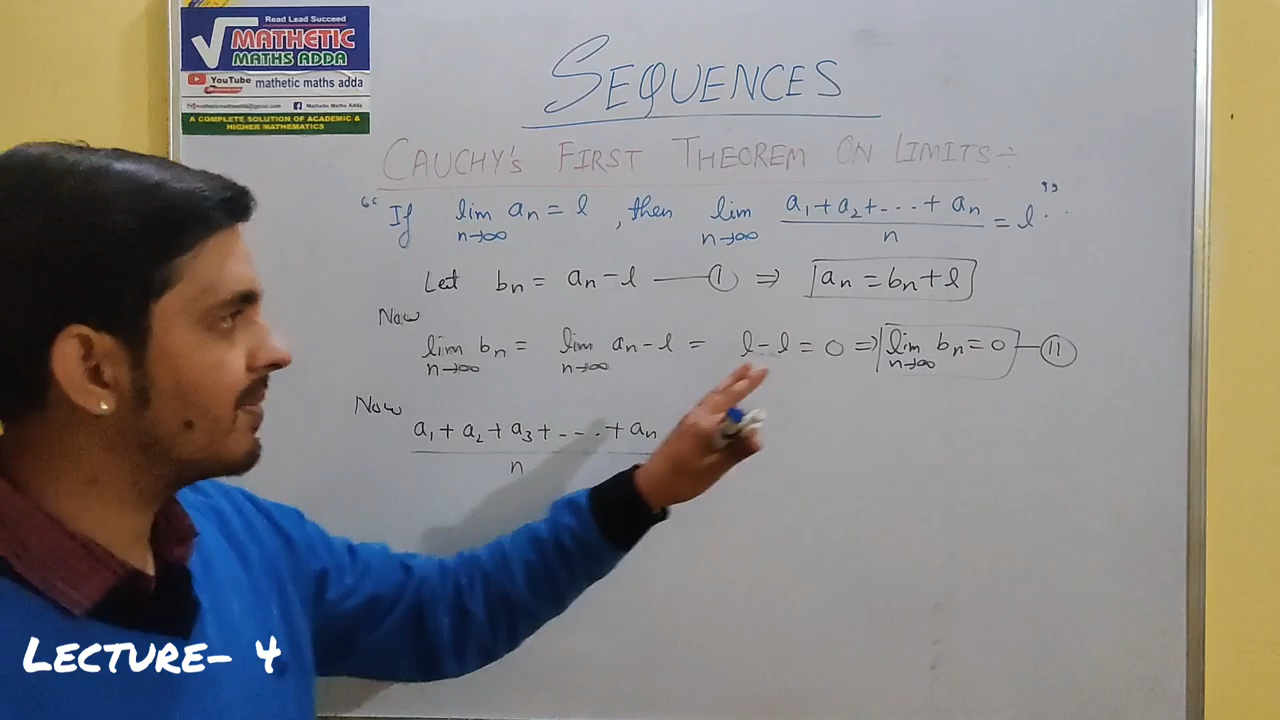 Read Lead Succeed
√MATHETIC
MATHS ADDA
YouTube mathetic maths adda
Mathetic Maths Adda
A COMPLETE SOLUTION OF ACADEMIC &
HIGHER MATHEMATICS
SEQUENCES
CAUCHY'S FIRST THEOREM ON LIMITS :-
"If lim n→∞ an = l, then lim n→∞ (a1 + a2 + ... + an)/n = l".
Let bn = an - l —— (I) ⇒ an = bn + l
Now
lim n→∞ bn = lim n→∞ an - l = l - l = 0 ⇒ lim n→∞ bn = 0 — (II)
Now
(a1 + a2 + a3 + ---- + an)/n
LECTURE- 4